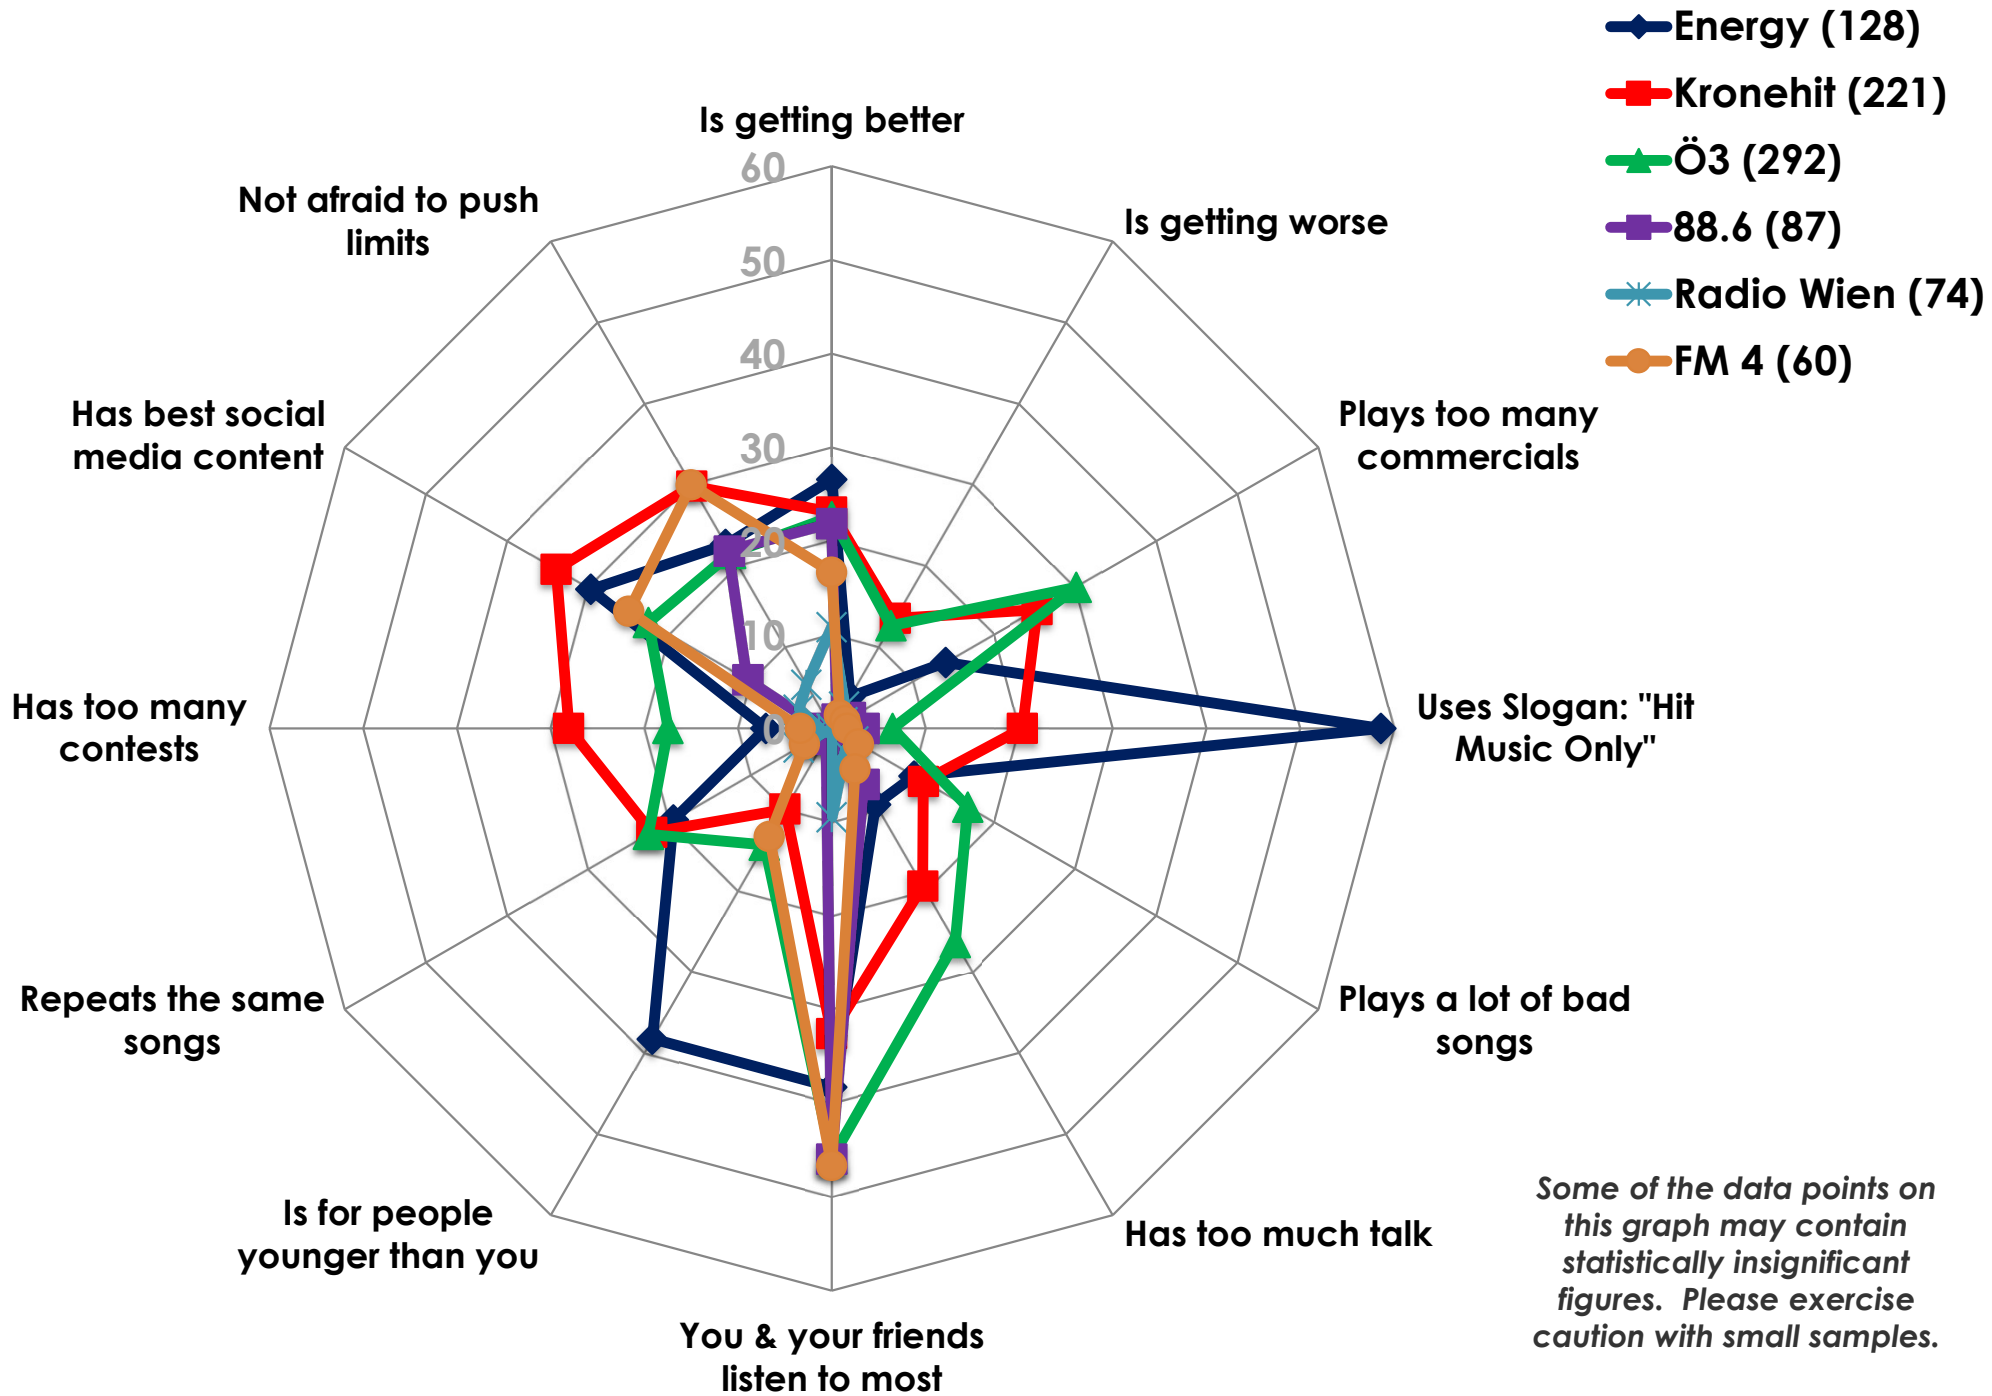 Energy (128)
Kronehit (221)
Ö3 (292)
88.6 (87)
Radio Wien (74)
FM 4 (60)
Is getting better
Is getting worse
Plays too many
commercials
Uses Slogan: "Hit
Music Only"
Plays a lot of bad
songs
Has too much talk
You & your friends
listen to most
Is for people
younger than you
Repeats the same
songs
Has too many
contests
Has best social
media content
Not afraid to push
limits
60
50
40
30
20
10
0
Some of the data points on
this graph may contain
statistically insignificant
figures.  Please exercise
caution with small samples.